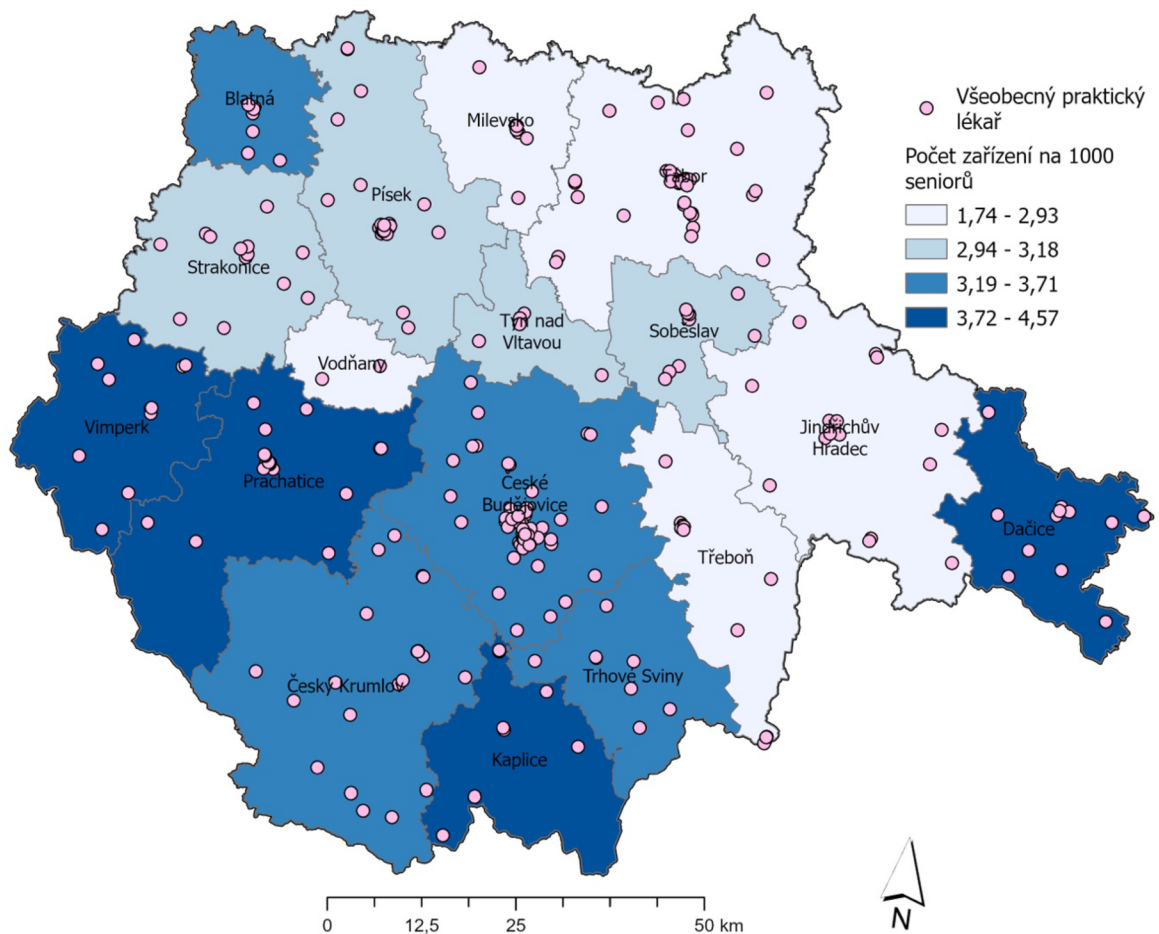 Blatná
Milevsko
Tábor
Písek
Strakonice
Týn nad
Vltavou
Soběslav
Vodňany
Vimperk
Prachatice
České
Budějovice
Jindřichův
Hradec
Dačice
Třeboň
Český Krumlov
Trhové Sviny
Kaplice
Všeobecný praktický
lékař
Počet zařízení na 1000
seniorů
1,74 - 2,93
2,94 - 3,18
3,19 - 3,71
3,72 - 4,57
0 12,5 25 50 km
N